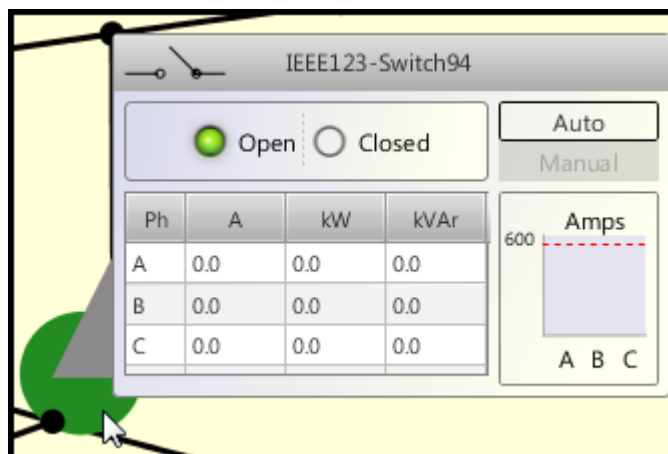 IEEE123-Switch94
Open Closed
Auto
Manual
Ph A kW kVAr
A 0.0 0.0 0.0
B 0.0 0.0 0.0
C 0.0 0.0 0.0
Amps
600
A B C